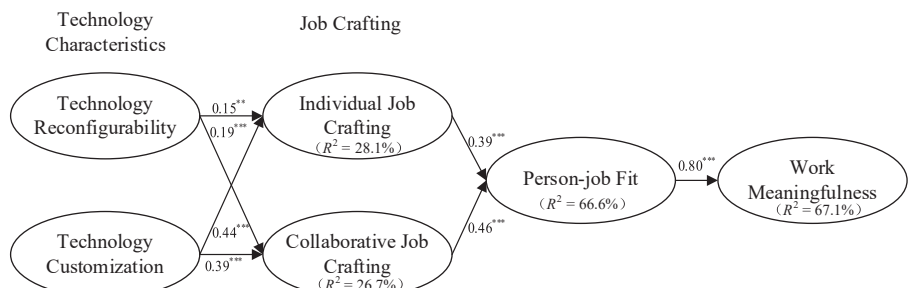 Technology
Characteristics
Job Crafting
Technology
Reconfigurability
0.15**
0.19***
Individual Job
Crafting
(R² = 28.1%)
0.39***
Person-job Fit
(R² = 66.6%)
0.80***
Work
Meaningfulness
(R² = 67.1%)
Technology
Customization
0.44***
0.39***
Collaborative Job
Crafting
(R² = 26.7%)
0.46***